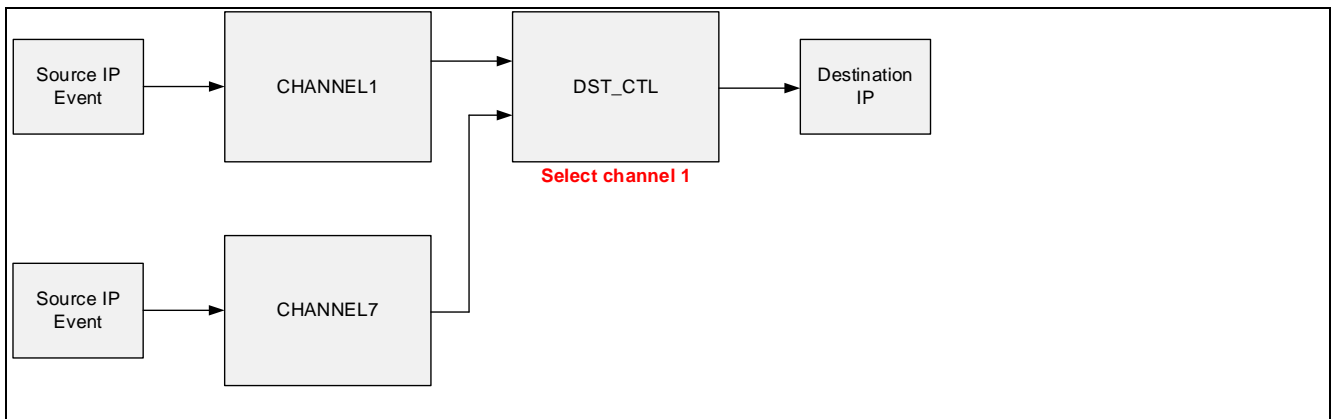 Source IP
Event
CHANNEL1
DST_CTL
Destination
IP
Select channel 1
Source IP
Event
CHANNEL7